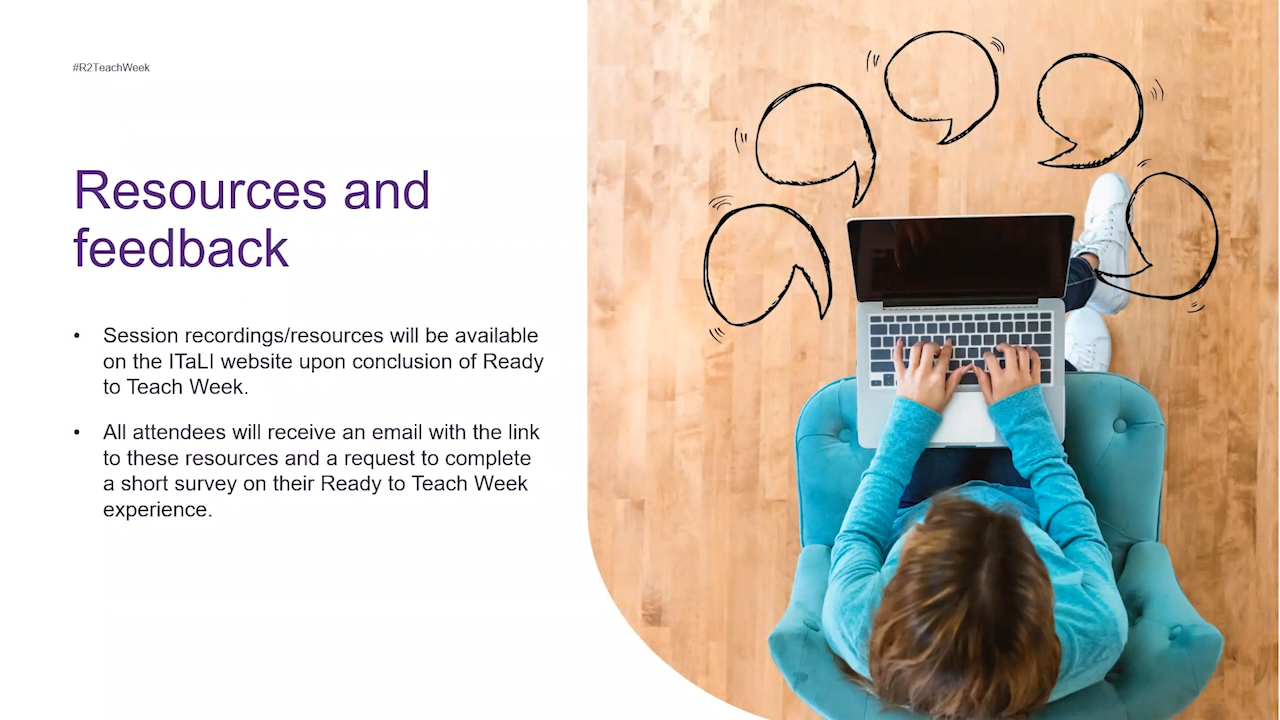 #R2TeachWeek
Resources and
feedback
• Session recordings/resources will be available
on the ITaLI website upon conclusion of Ready
to Teach Week.
• All attendees will receive an email with the link
to these resources and a request to complete
a short survey on their Ready to Teach Week
experience.